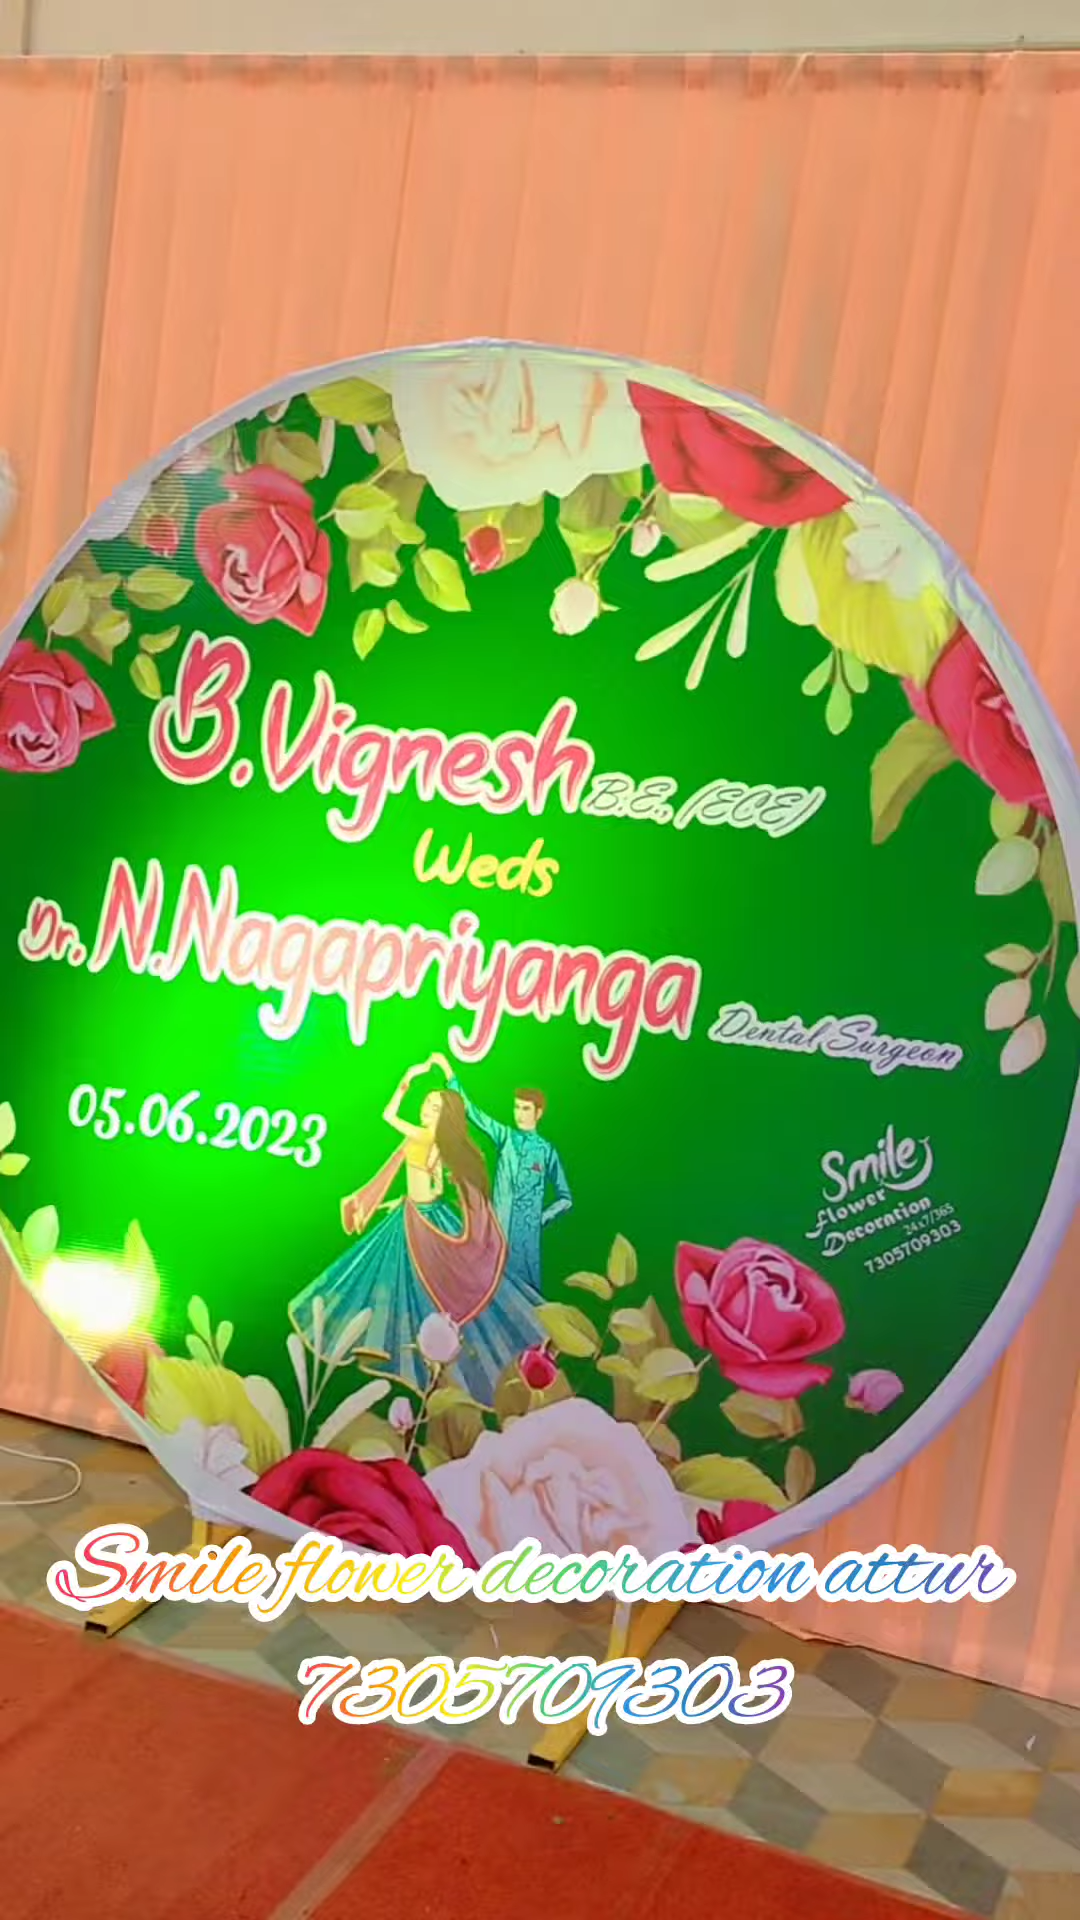 B.Vignesh B.E., (ECE)
Weds
Dr. N.Nagapriyanga Dental Surgeon
05.06.2023
Smile
flower
Decoration
24x7/365
7305709303
Smile flower decoration attur
7305709303